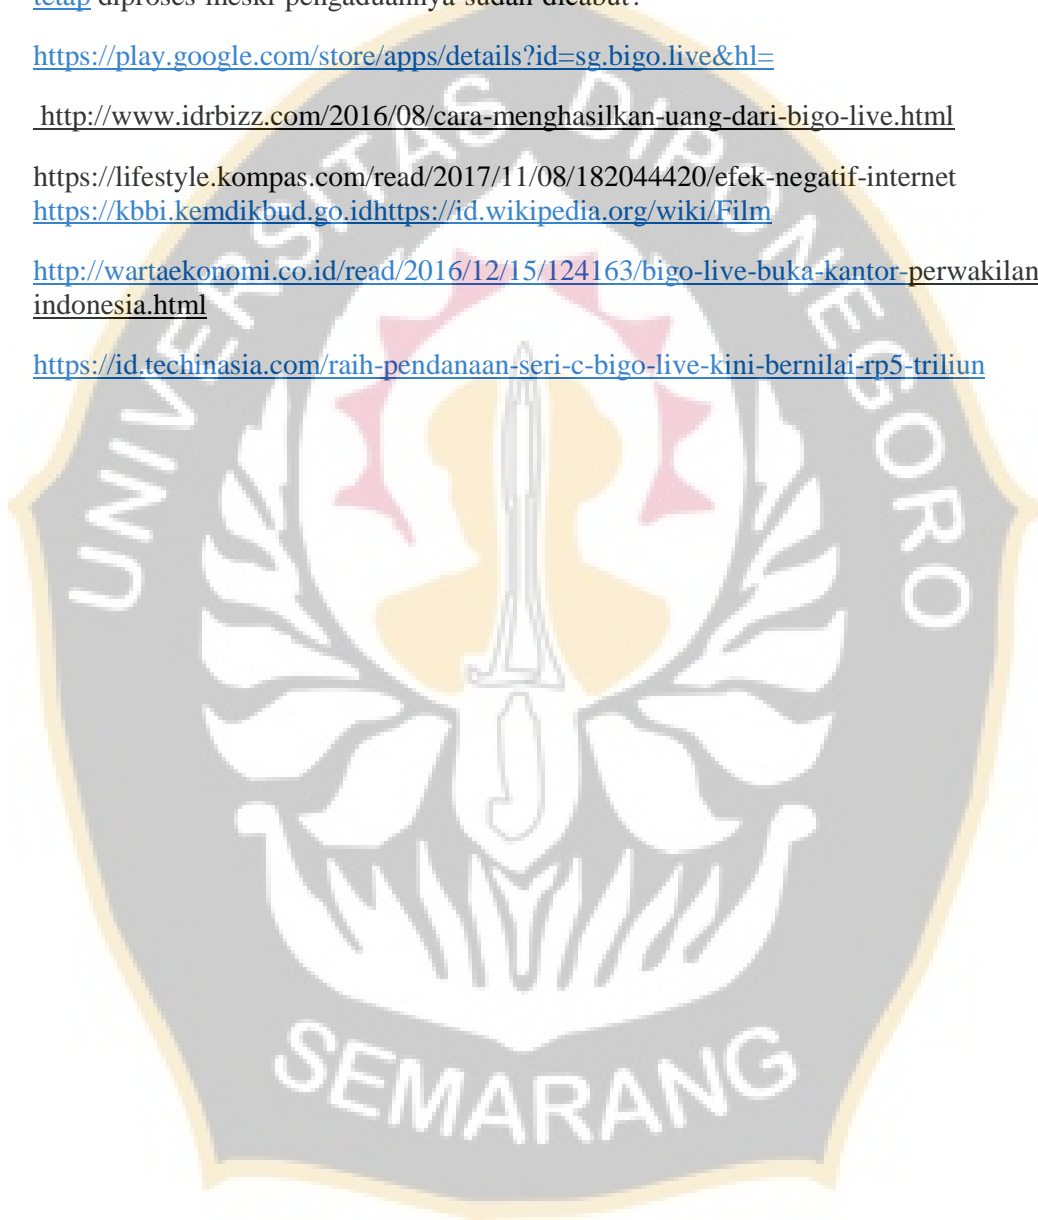 tetap diproses meski pengaduannya sudah dicabut?
https://play.google.com/store/apps/details?id=sg.bigo.live&hl=
http://www.idrbizz.com/2016/08/cara-menghasilkan-uang-dari-bigo-live.html
https://lifestyle.kompas.com/read/2017/11/08/182044420/efek-negatif-internet
https://kbbi.kemdikbud.go.idhttps://id.wikipedia.org/wiki/Film
http://wartaekonomi.co.id/read/2016/12/15/124163/bigo-live-buka-kantor-perwakilan
indonesia.html
https://id.techinasia.com/raih-pendanaan-seri-c-bigo-live-kini-bernilai-rp5-triliun
UNIVERSITAS DIPONEGORO
SEMARANG